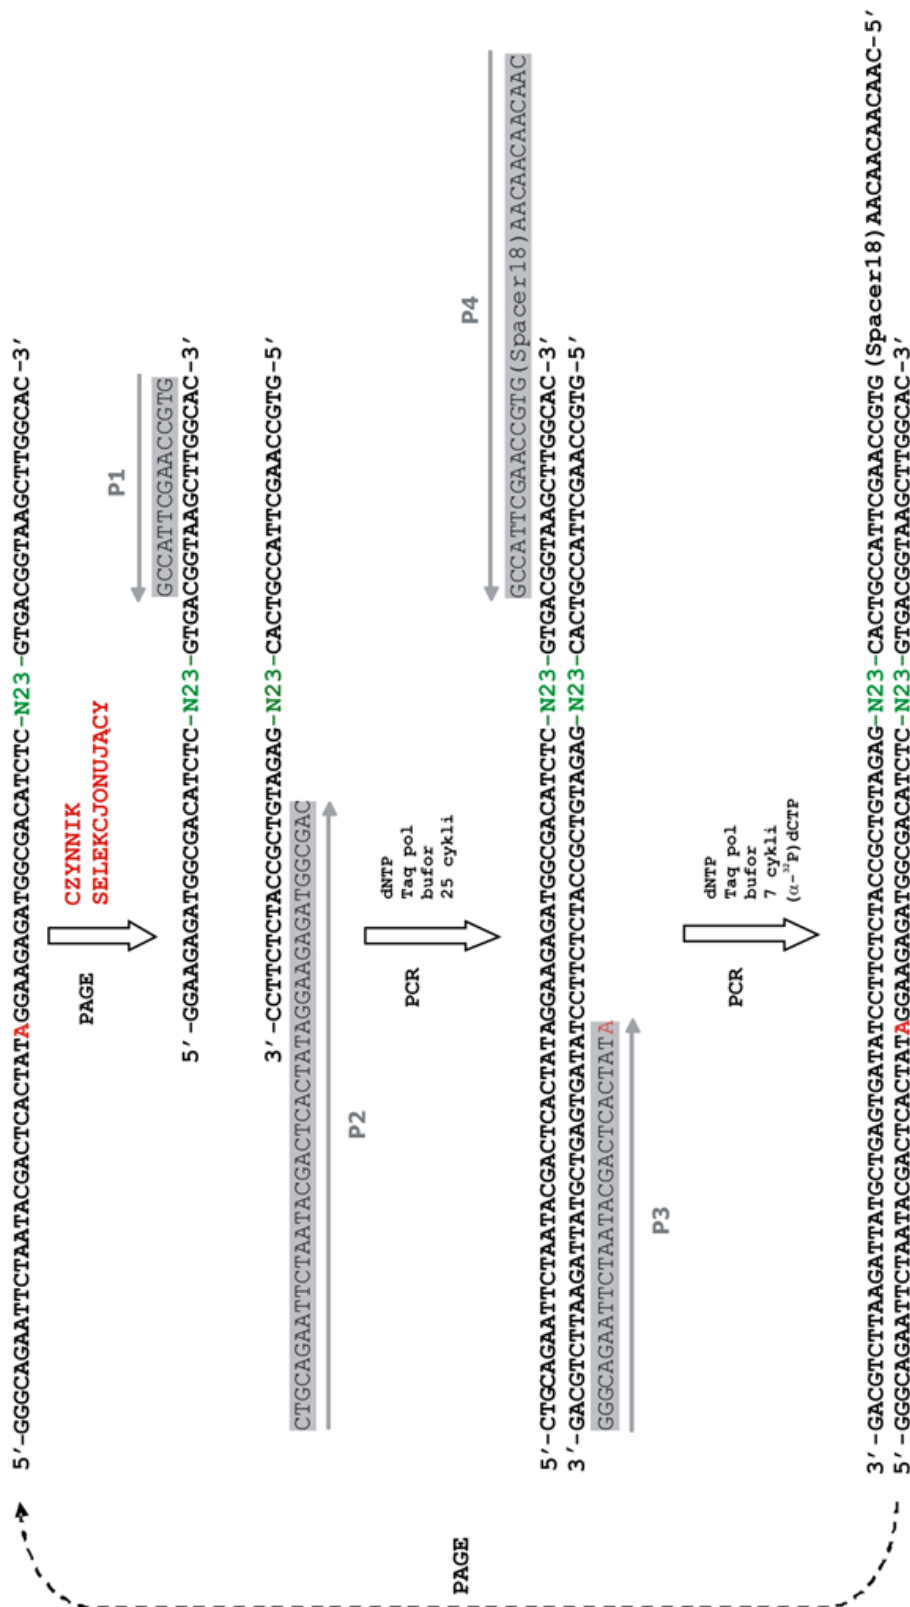 5′-GGGCAGAATTCTAATACGACTCACTATAGGAAGAGATGGCGACATCTC-N23-GTGACGGTAAGCTTGGCAC-3′
PAGE
CZYNNIK
SELEKCJONUJĄCY
P1
GCCATTCGAACCGTG
5′-GGAAGAGATGGCGACATCTC-N23-GTGACGGTAAGCTTGGCAC-3′
3′-CCTTCTCTACCGCTGTAGAG-N23-CACTGCCATTCGAACCGTG-5′
CTGCAGAATTCTAATACGACTCACTATAGGAAGAGATGGCGAC
P2
PCR
dNTP
Taq pol
bufor
25 cykli
P4
GCCATTCGAACCGTG(Spacer18)AACAACAACAAC
5′-CTGCAGAATTCTAATACGACTCACTATAGGAAGAGATGGCGACATCTC-N23-GTGACGGTAAGCTTGGCAC-3′
3′-GACGTCTTAAGATTATGCTGAGTGATATCCTTCTCTACCGCTGTAGAG-N23-CACTGCCATTCGAACCGTG-5′
GGGCAGAATTCTAATACGACTCACTATA
P3
PCR
dNTP
Taq pol
bufor
7 cykli
(α-³²P)dCTP
3′-GACGTCTTAAGATTATGCTGAGTGATATCCTTCTCTACCGCTGTAGAG-N23-CACTGCCATTCGAACCGTG(Spacer18)AACAACAACAAC-5′
5′-GGGCAGAATTCTAATACGACTCACTATAGGAAGAGATGGCGACATCTC-N23-GTGACGGTAAGCTTGGCAC-3′
PAGE